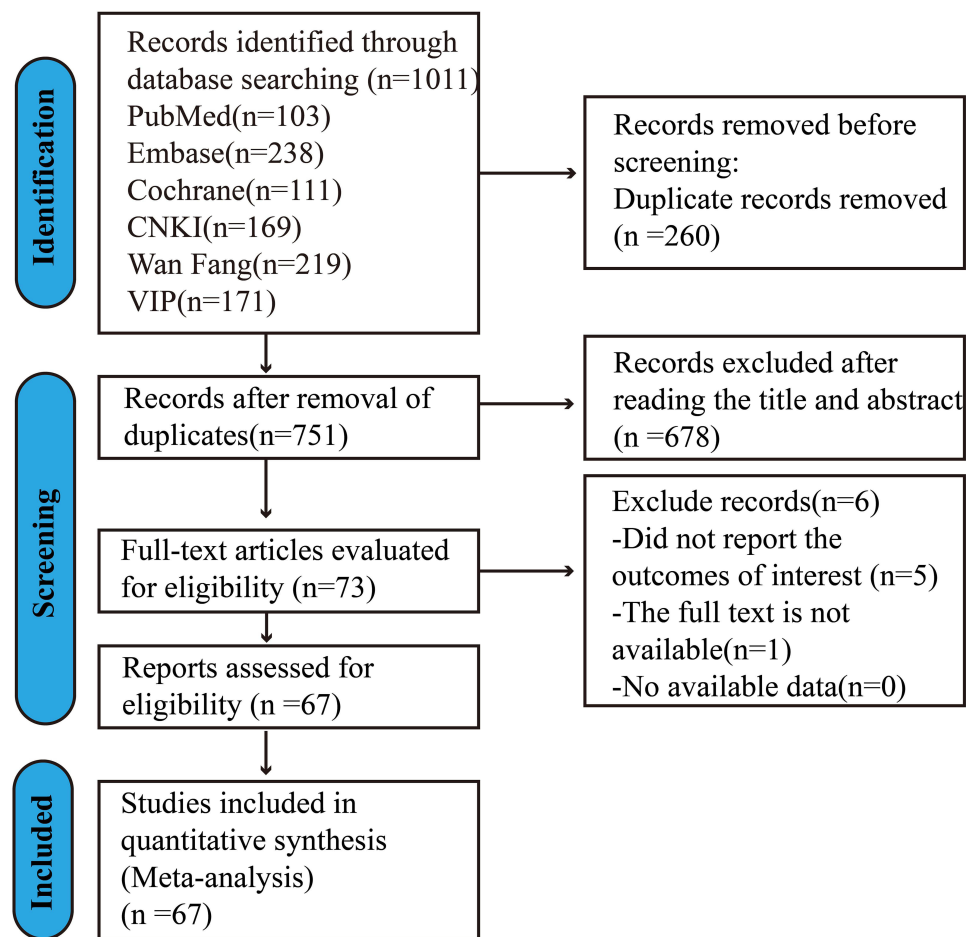 Identification
Records identified through
database searching (n=1011)
PubMed(n=103)
Embase(n=238)
Cochrane(n=111)
CNKI(n=169)
Wan Fang(n=219)
VIP(n=171)
Records removed before
screening:
Duplicate records removed
(n =260)
Screening
Records after removal of
duplicates(n=751)
Records excluded after
reading the title and abstract
(n =678)
Full-text articles evaluated
for eligibility (n=73)
Exclude records(n=6)
-Did not report the
outcomes of interest (n=5)
-The full text is not
available(n=1)
-No available data(n=0)
Reports assessed for
eligibility (n =67)
Included
Studies included in
quantitative synthesis
(Meta-analysis)
(n =67)